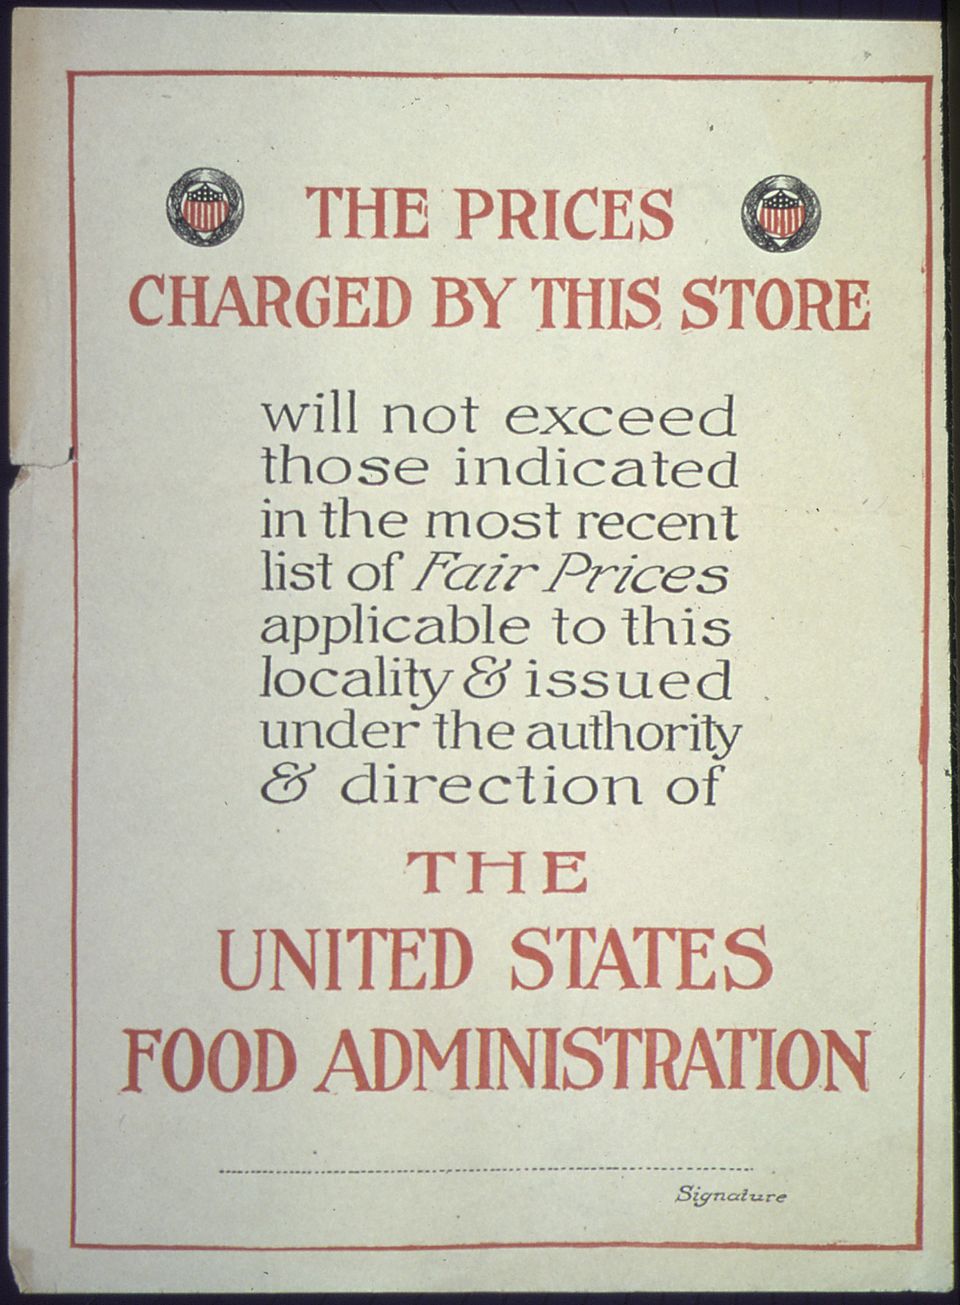 THE PRICES
CHARGED BY THIS STORE
will not exceed
those indicated
in the most recent
list of Fair Prices
applicable to this
locality & issued
under the authority
& direction of
THE
UNITED STATES
FOOD ADMINISTRATION
Signature